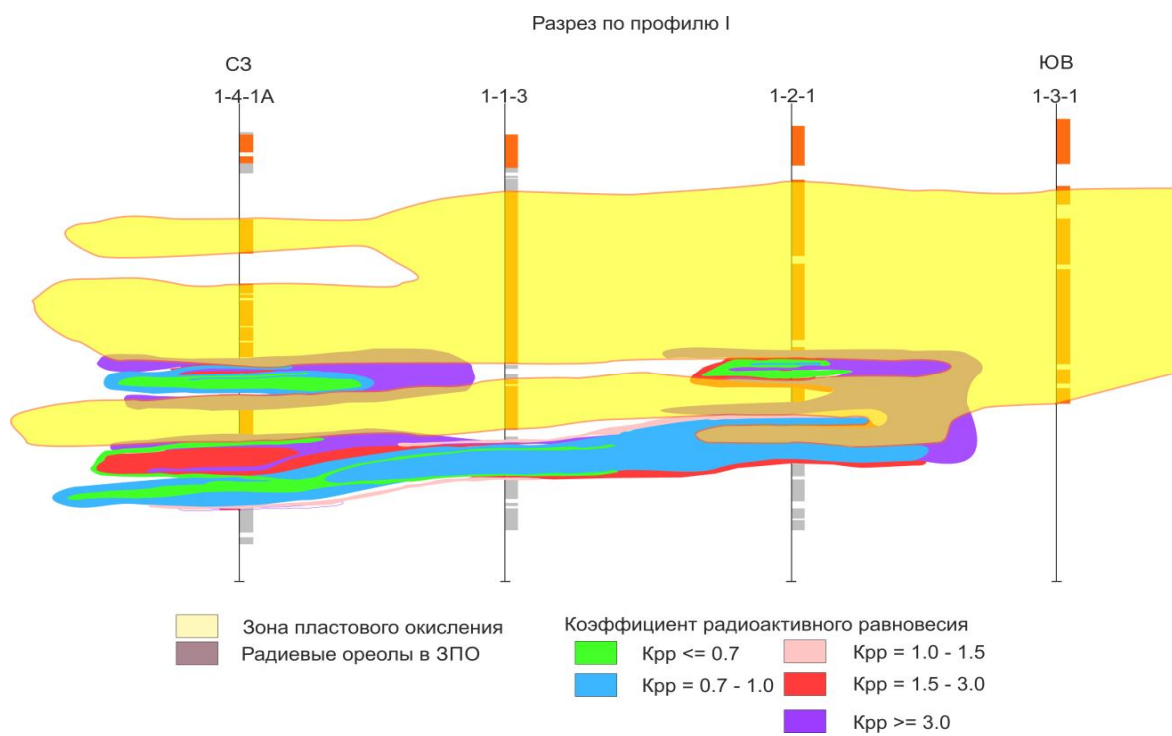 Разрез по профилю I
СЗ
ЮВ
1-4-1А
1-1-3
1-2-1
1-3-1
Зона пластового окисления
Радиевые ореолы в ЗПО
Коэффициент радиоактивного равновесия
Крр <= 0.7
Крр = 0.7 - 1.0
Крр = 1.0 - 1.5
Крр = 1.5 - 3.0
Крр >= 3.0